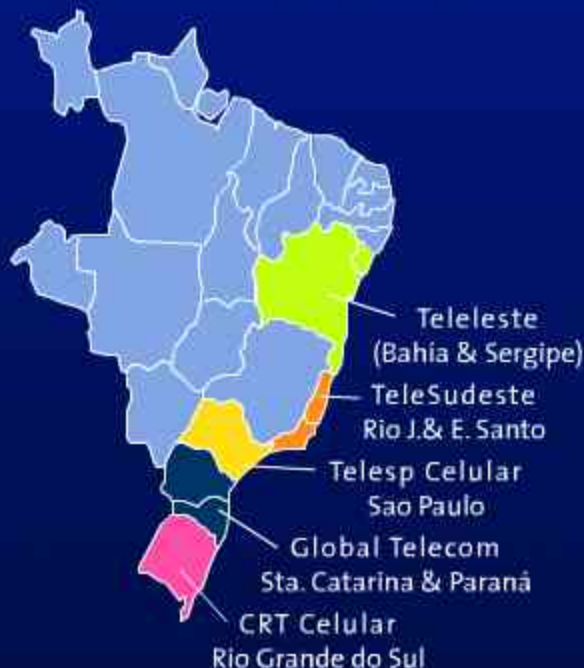 Teleleste
(Bahía & Sergipe)
TeleSudeste
Rio J.& E. Santo
Telesp Celular
Sao Paulo
Global Telecom
Sta. Catarina & Paraná
CRT Celular
Rio Grande do Sul